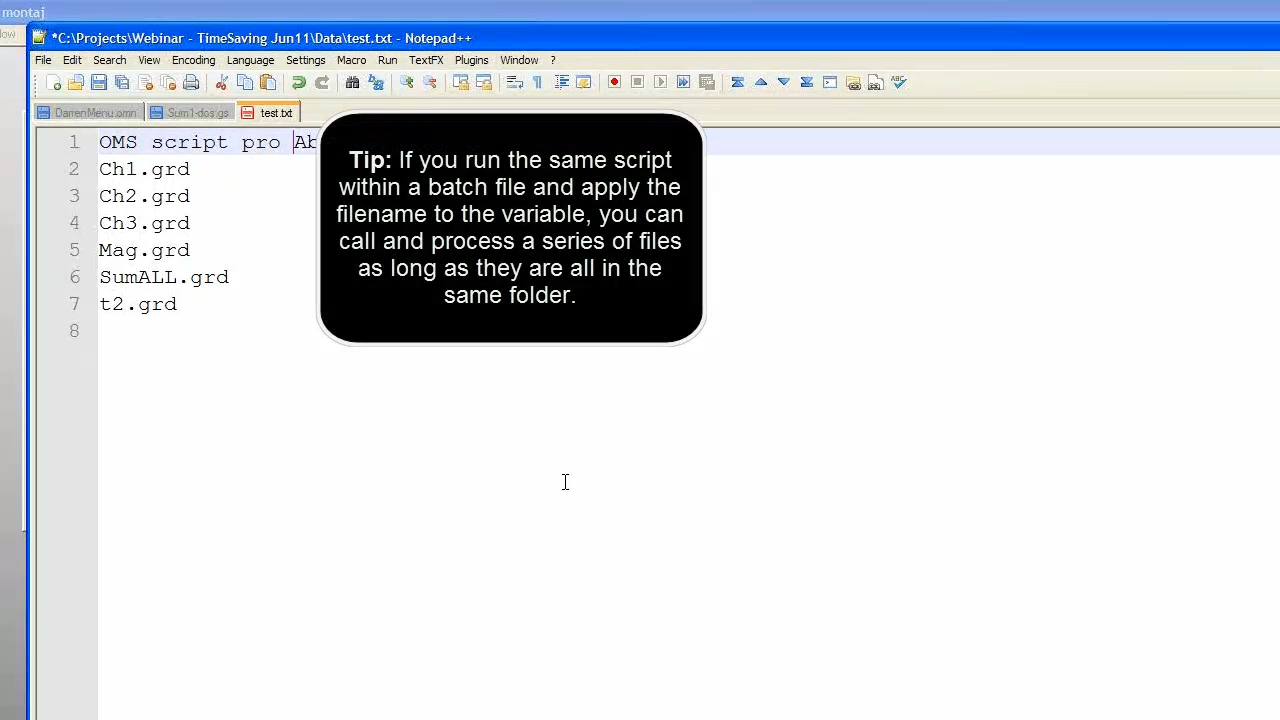 montaj
*C:\Projects\Webinar - TimeSaving Jun11\Data\test.txt - Notepad++
File Edit Search View Encoding Language Settings Macro Run TextFX Plugins Window ?
DarrenMenu.omn Sum1-dos.gs test.txt
1 OMS script pro Ab
2 Ch1.grd
3 Ch2.grd
4 Ch3.grd
5 Mag.grd
6 SumALL.grd
7 t2.grd
8
Tip: If you run the same script
within a batch file and apply the
filename to the variable, you can
call and process a series of files
as long as they are all in the
same folder.